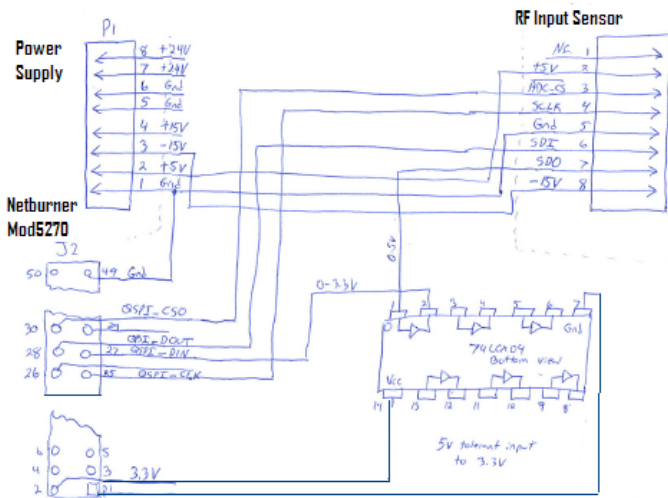 RF Input Sensor
Power Supply
P1
8 +24V
7 +24V
6 Gnd
5 Gnd
4 +15V
3 -15V
2 +5V
1 Gnd
NC 1
+5V 2
ADC_CS 3
SCLK 4
Gnd 5
SDI 6
SDO 7
-15V 8
Netburner
Mod5270
J2
50 49 Gnd
QSPI_CS0
30 29
QSPI_DOUT
28 27 QSPI_DIN
26 25 QSPI_CLK
0-3.3V
0-5V
1 2 3 4 5 6 7
Gnd
74LCX04
Bottom view
Vcc
14 13 12 11 10 9 8
5V tolerant input
to 3.3V
6 5
4 3 3.3V
2 1